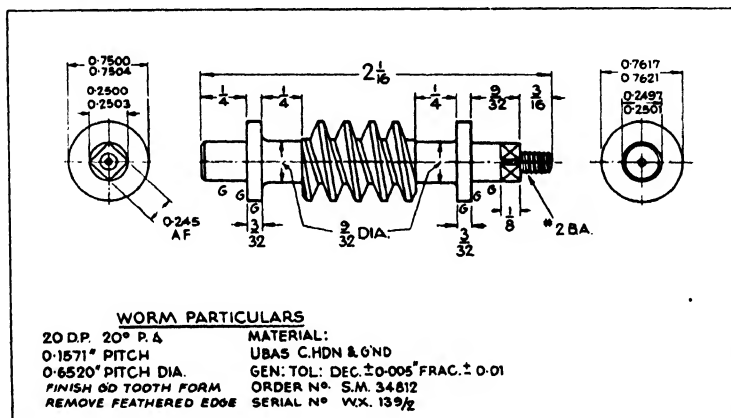 0·7500
0·7504
0·2500
0·2503
0·245
AF
2 1/16
1/4
1/4
1/4
9/32
3/16
G
G
G
3/32
9/32 DIA.
G
G
G
3/32
1/8
# 2 BA.
0·7617
0·7621
0·2497
0·2501
WORM PARTICULARS
20 D.P. 20° P.A
0·1571" PITCH
0·6520" PITCH DIA.
FINISH OD TOOTH FORM
REMOVE FEATHERED EDGE
MATERIAL:
UBAS C.HDN & G'ND
GEN: TOL: DEC. ± 0·005" FRAC. ± 0·01
ORDER Nº. S.M. 34812
SERIAL Nº WX. 139/2